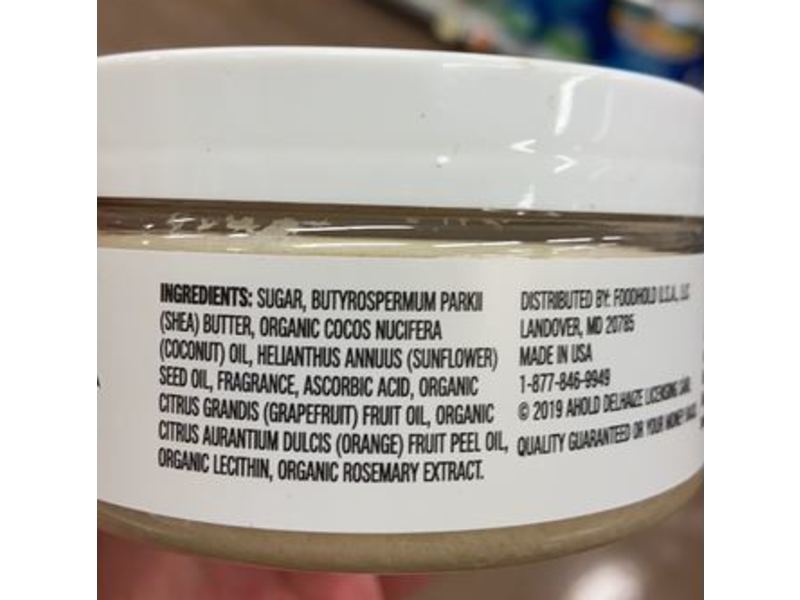 INGREDIENTS: SUGAR, BUTYROSPERMUM PARKII
(SHEA) BUTTER, ORGANIC COCOS NUCIFERA
(COCONUT) OIL, HELIANTHUS ANNUUS (SUNFLOWER)
SEED OIL, FRAGRANCE, ASCORBIC ACID, ORGANIC
CITRUS GRANDIS (GRAPEFRUIT) FRUIT OIL, ORGANIC
CITRUS AURANTIUM DULCIS (ORANGE) FRUIT PEEL OIL,
ORGANIC LECITHIN, ORGANIC ROSEMARY EXTRACT.
DISTRIBUTED BY: FOODHOLD U.S.A., LLC
LANDOVER, MD 20785
MADE IN USA
1-877-846-9949
© 2019 AHOLD DELHAIZE LICENSING SARL
QUALITY GUARANTEED OR YOUR MONEY BACK.